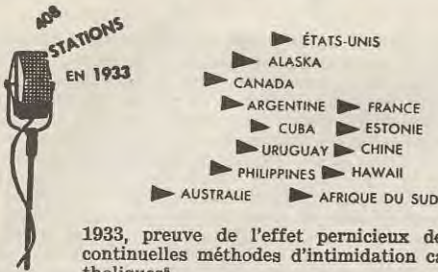 408
STATIONS
EN 1933
ÉTATS-UNIS
ALASKA
CANADA
ARGENTINE FRANCE
CUBA ESTONIE
URUGUAY CHINE
PHILIPPINES HAWAII
AUSTRALIE AFRIQUE DU SUD
1933, preuve de l'effet pernicieux de
continuelles méthodes d'intimidation ca
tholiques